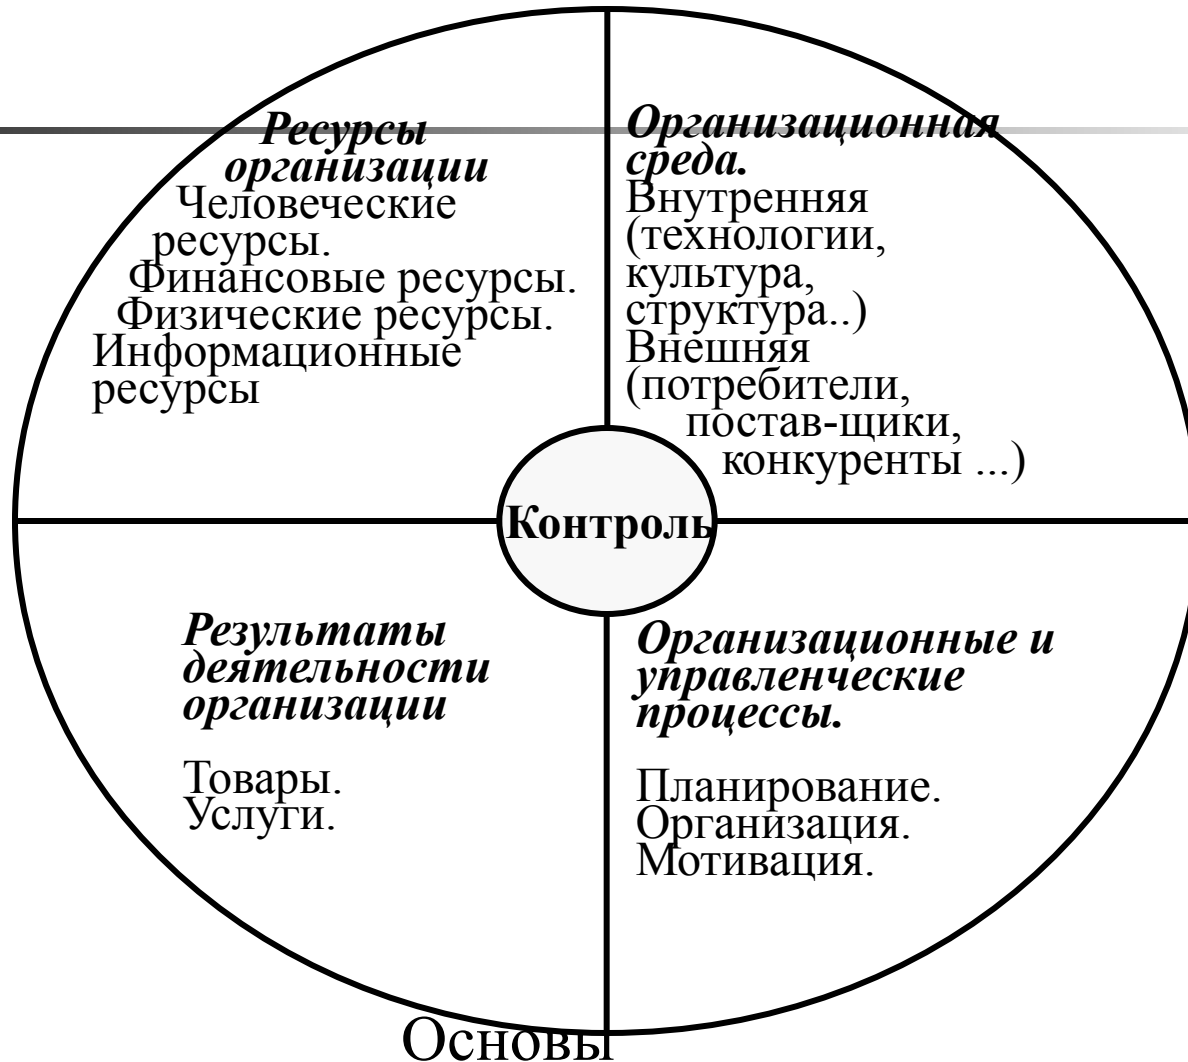 Ресурсы
организации
Человеческие
ресурсы.
Финансовые ресурсы.
Физические ресурсы.
Информационные
ресурсы
Организационная
среда.
Внутренняя
(технологии,
культура,
структура..)
Внешняя
(потребители,
постав-щики,
конкуренты ...)
Контроль
Результаты
деятельности
организации
Товары.
Услуги.
Организационные и
управленческие
процессы.
Планирование.
Организация.
Мотивация.
Основы